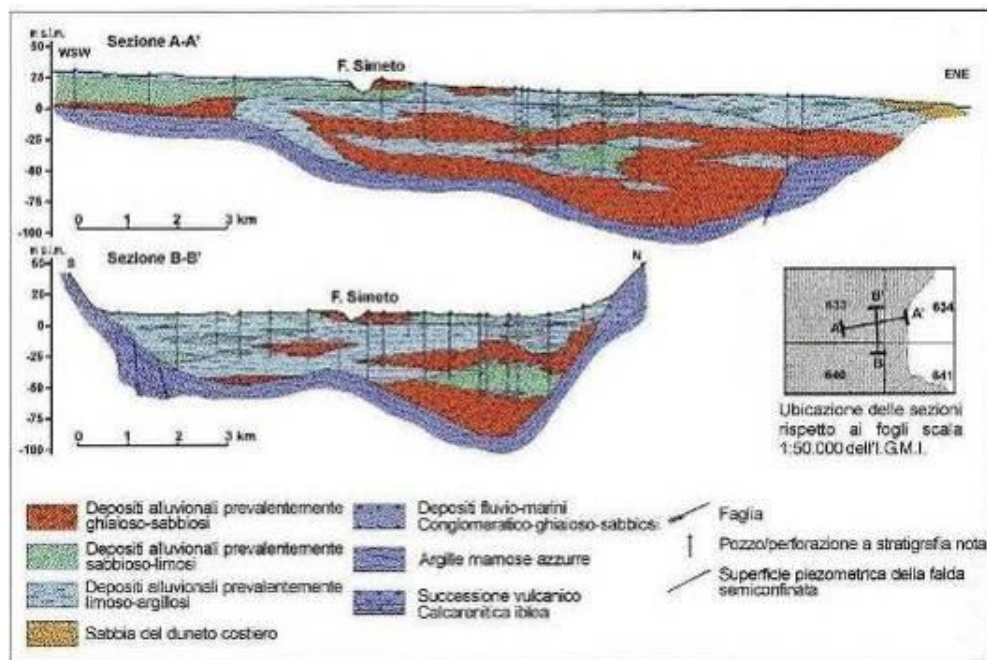 Sezione A-A'
m s.l.m.
50
WSW
F. Simeto
ENE
25
0
-25
-50
-75
-100
0 1 2 3 km
Sezione B-B'
m s.l.m.
50
S
N
F. Simeto
25
0
-25
-50
-75
-100
0 1 2 3 km
633
B'
A'
634
A
B
640
641
Ubicazione delle sezioni
rispetto ai fogli scala
1:50.000 dell'I.G.M.I.
Depositi alluvionali prevalentemente
ghiaioso-sabbiosi
Depositi alluvionali prevalentemente
sabbioso-limosi
Depositi alluvionali prevalentemente
limoso-argillosi
Sabbia del duneto costiero
Depositi fluvio-marini
Conglomeratico-ghiaioso-sabbiosi
Argille marnose azzurre
Successione vulcanico
Calcarenitica iblea
Faglia
Pozzo/perforazione a stratigrafia nota
Superficie piezometrica della falda
semiconfinata